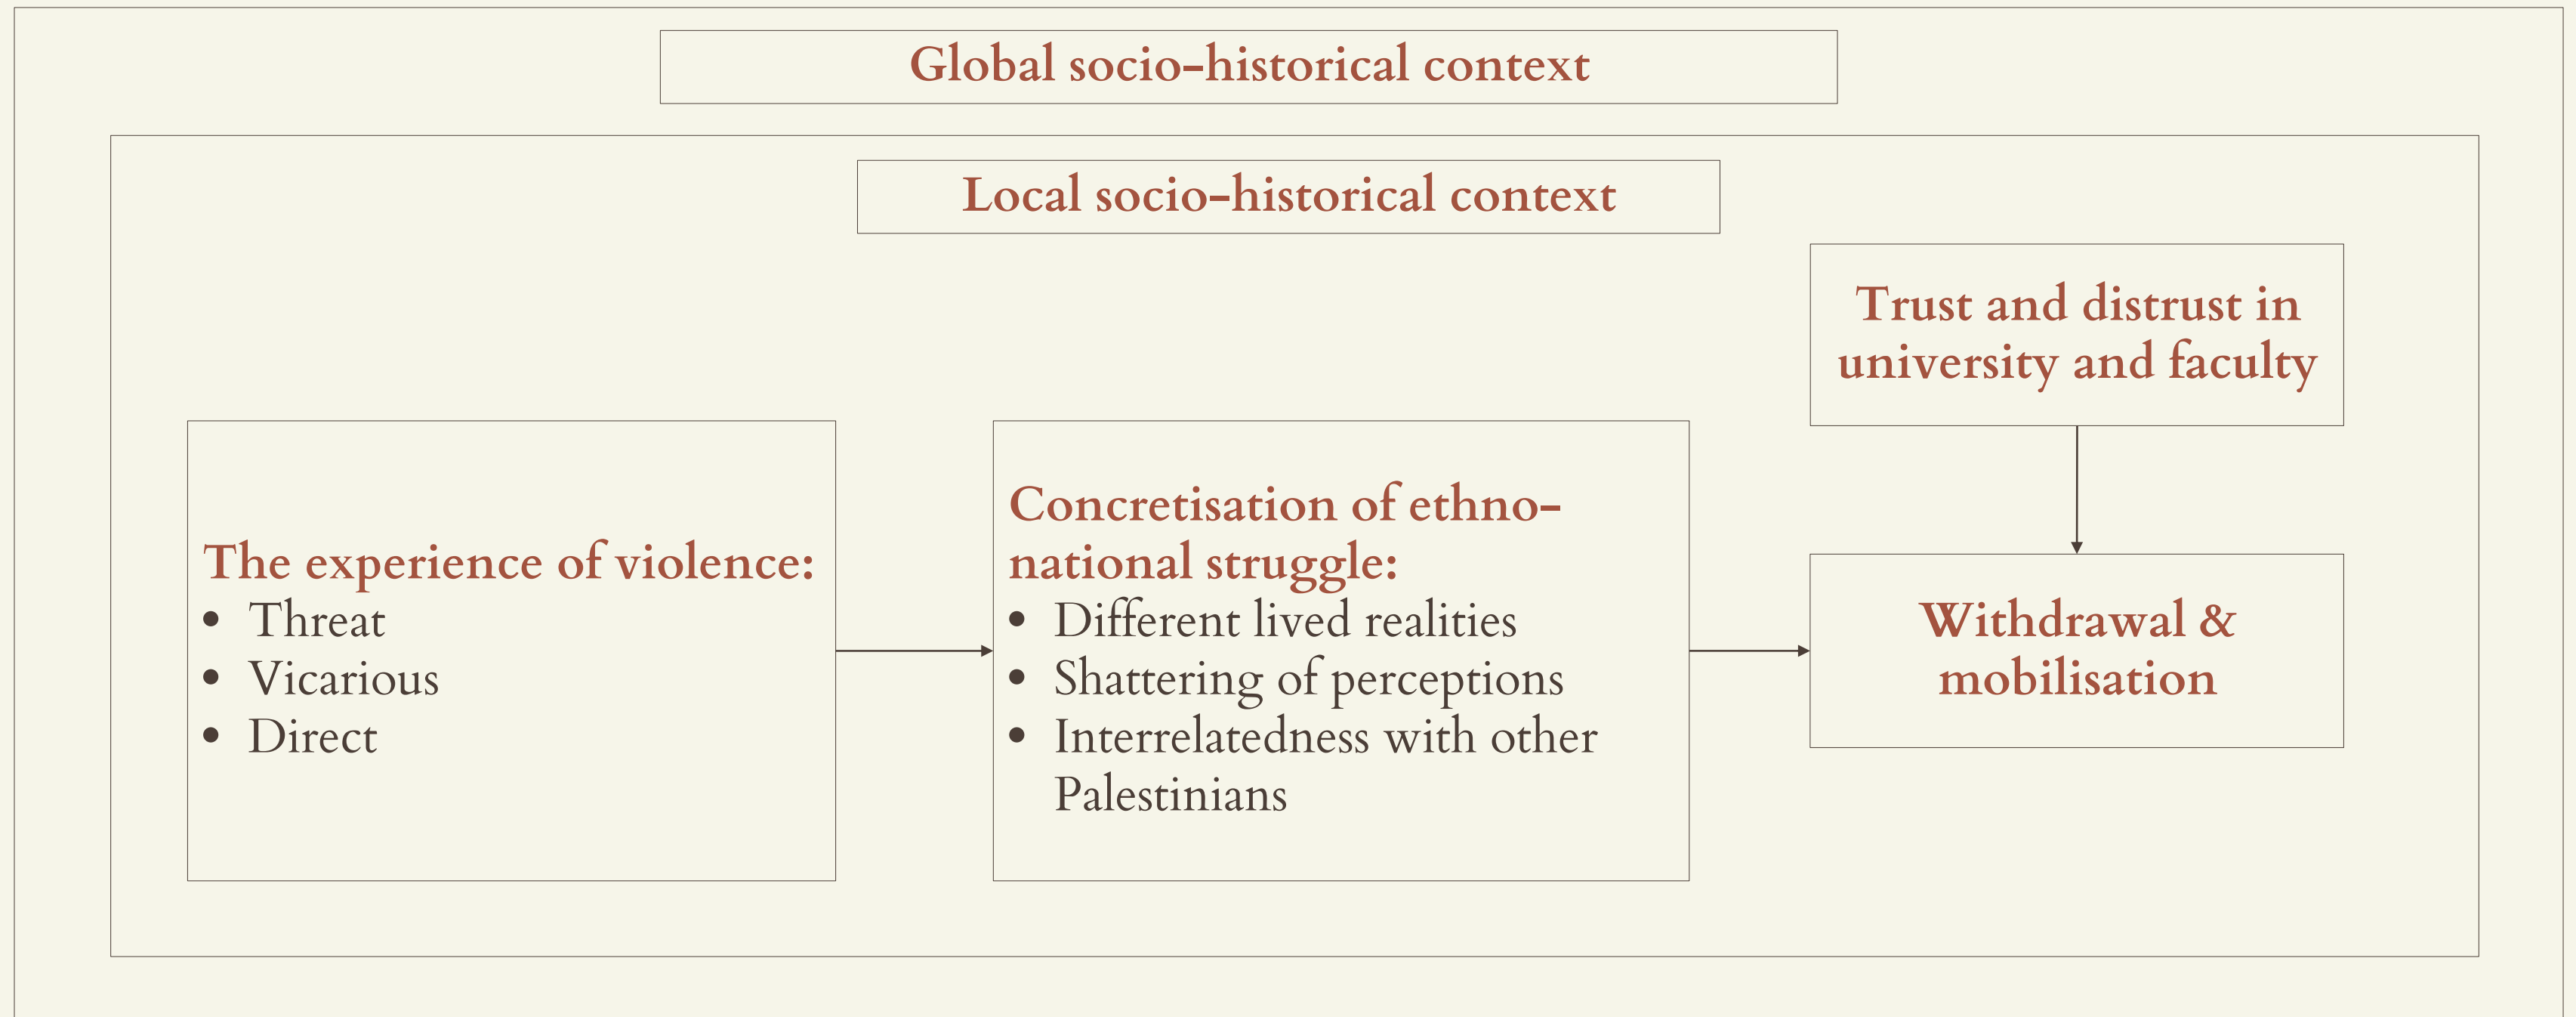 Global socio-historical context
Local socio-historical context
Trust and distrust in
university and faculty
The experience of violence:
• Threat
• Vicarious
• Direct
Concretisation of ethno-
national struggle:
• Different lived realities
• Shattering of perceptions
• Interrelatedness with other
Palestinians
Withdrawal &
mobilisation